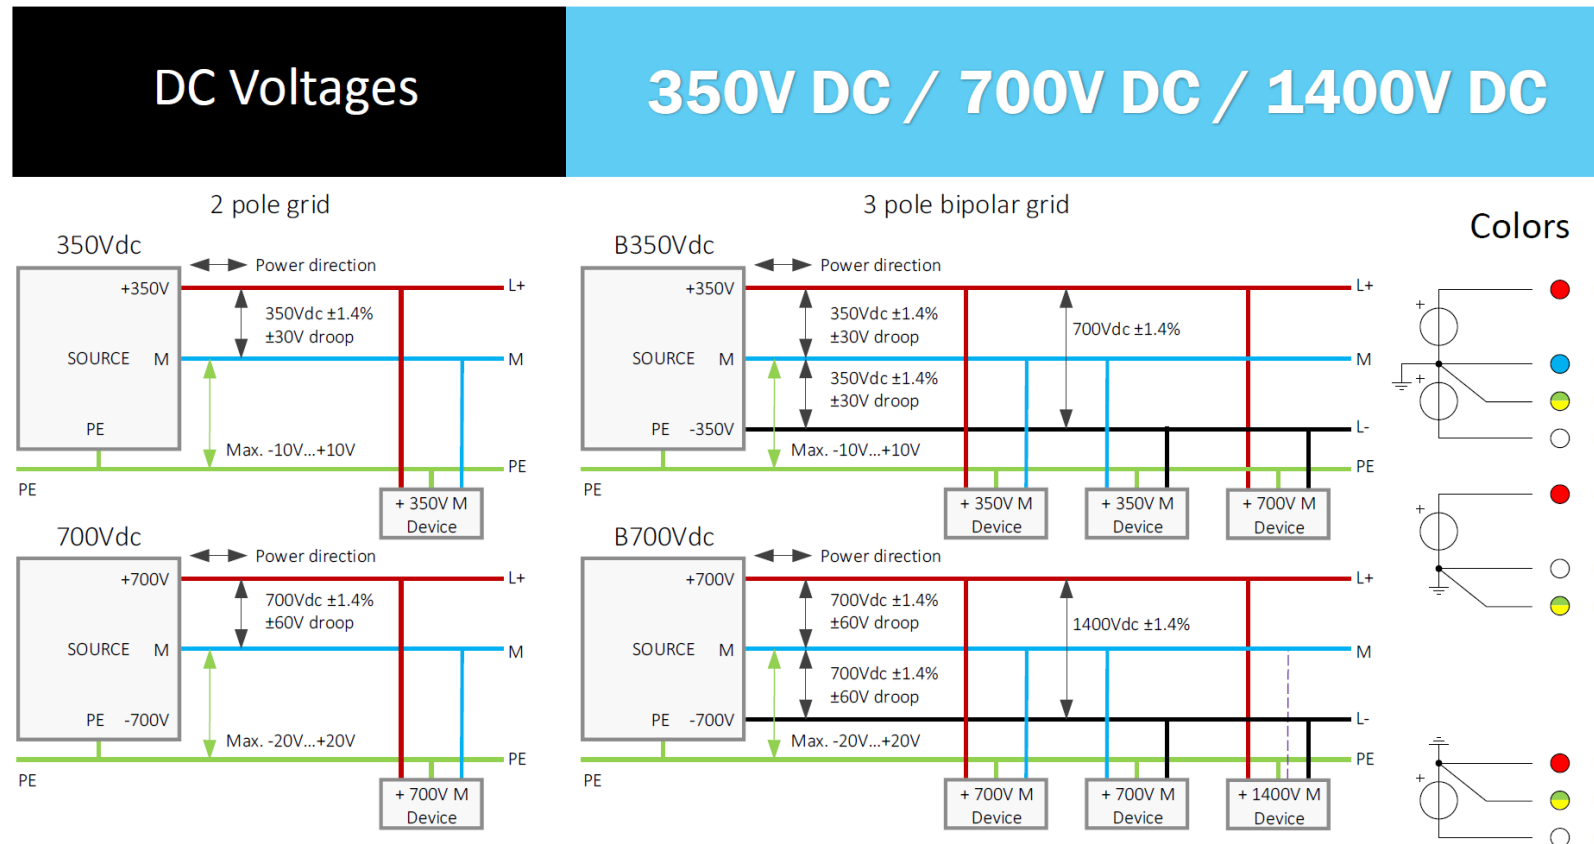 DC Voltages
350V DC / 700V DC / 1400V DC
2 pole grid
3 pole bipolar grid
Colors
350Vdc
Power direction
+350V
L+
350Vdc ±1.4%
±30V droop
SOURCE M
M
PE
Max. -10V...+10V
PE
PE
+ 350V M
Device
B350Vdc
Power direction
+350V
L+
350Vdc ±1.4%
±30V droop
700Vdc ±1.4%
SOURCE M
M
350Vdc ±1.4%
±30V droop
PE -350V
L-
Max. -10V...+10V
PE
PE
+ 350V M
Device
+ 350V M
Device
+ 700V M
Device
700Vdc
Power direction
+700V
L+
700Vdc ±1.4%
±60V droop
SOURCE M
M
PE -700V
Max. -20V...+20V
PE
PE
+ 700V M
Device
B700Vdc
Power direction
+700V
L+
700Vdc ±1.4%
±60V droop
1400Vdc ±1.4%
SOURCE M
M
700Vdc ±1.4%
±60V droop
PE -700V
L-
Max. -20V...+20V
PE
PE
+ 700V M
Device
+ 700V M
Device
+ 1400V M
Device
+
+
+
+